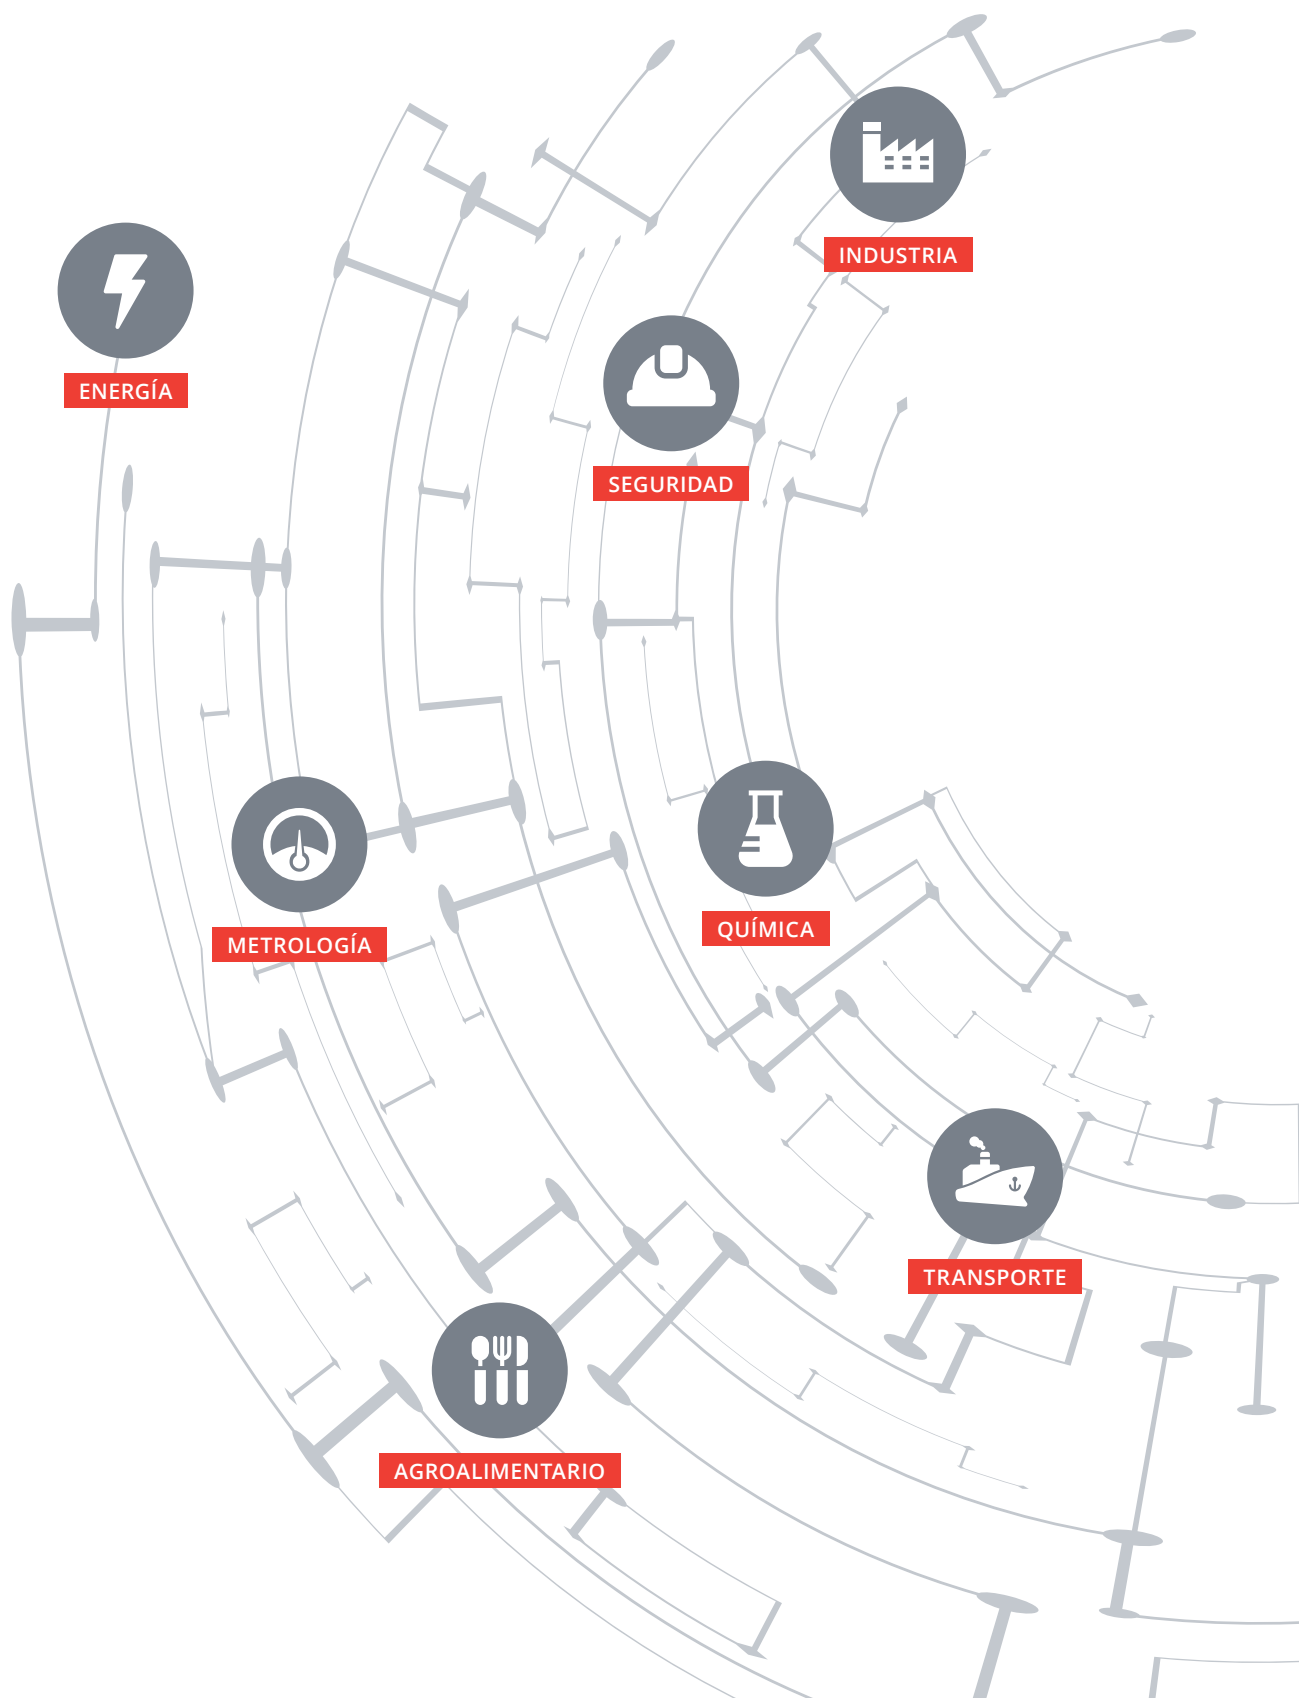 INDUSTRIA
ENERGÍA
SEGURIDAD
QUÍMICA
METROLOGÍA
TRANSPORTE
AGROALIMENTARIO